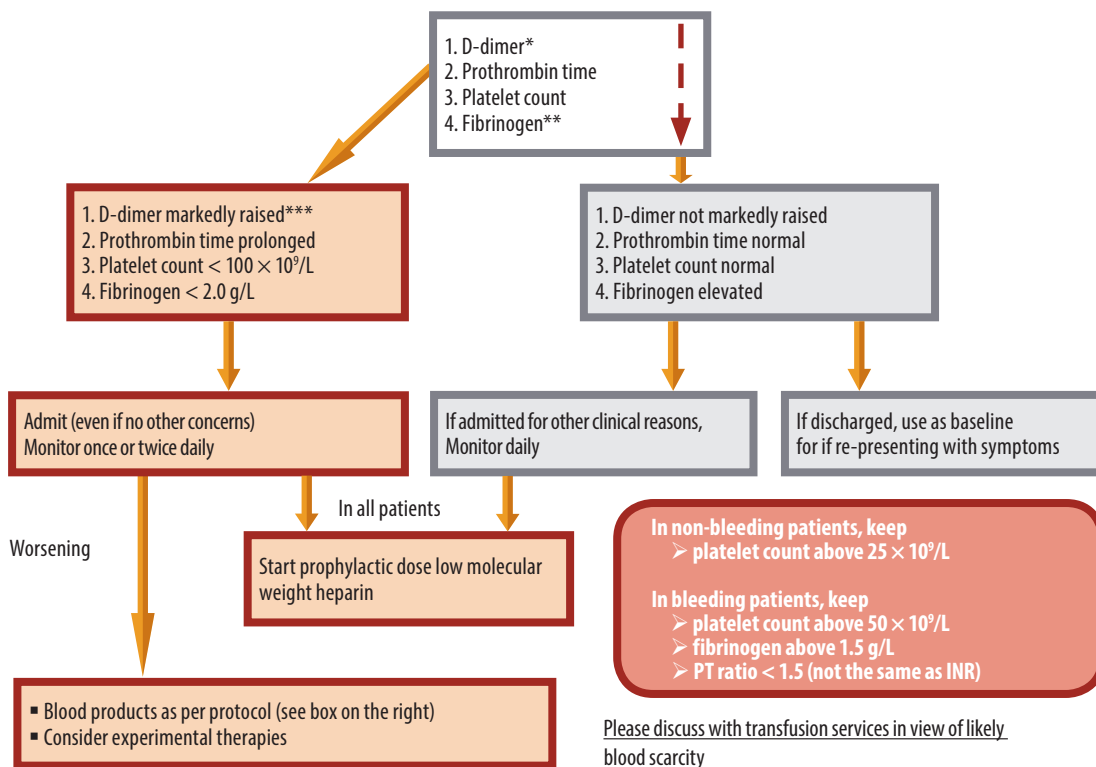 1. D-dimer*
2. Prothrombin time
3. Platelet count
4. Fibrinogen**
1. D-dimer markedly raised***
2. Prothrombin time prolonged
3. Platelet count < 100 × 10⁹/L
4. Fibrinogen < 2.0 g/L
1. D-dimer not markedly raised
2. Prothrombin time normal
3. Platelet count normal
4. Fibrinogen elevated
Admit (even if no other concerns)
Monitor once or twice daily
If admitted for other clinical reasons,
Monitor daily
If discharged, use as baseline
for if re-presenting with symptoms
Worsening
In all patients
Start prophylactic dose low molecular
weight heparin
In non-bleeding patients, keep
➢ platelet count above 25 × 10⁹/L
In bleeding patients, keep
➢ platelet count above 50 × 10⁹/L
➢ fibrinogen above 1.5 g/L
➢ PT ratio < 1.5 (not the same as INR)
▪ Blood products as per protocol (see box on the right)
▪ Consider experimental therapies
Please discuss with transfusion services in view of likely
blood scarcity